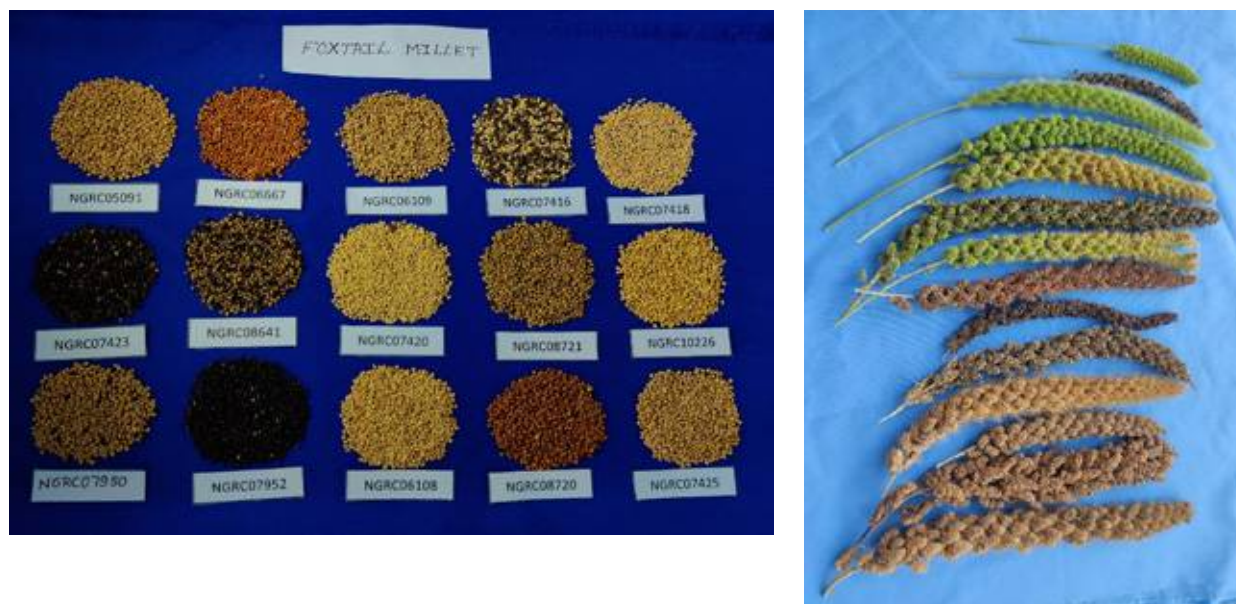 FOXTAIL MILLET
NGRC05091
NGRC06667
NGRC06109
NGRC07416
NGRC07418
NGRC07423
NGRC08641
NGRC07420
NGRC08721
NGRC10226
NGRC07980
NGRC07952
NGRC06108
NGRC08720
NGRC07425